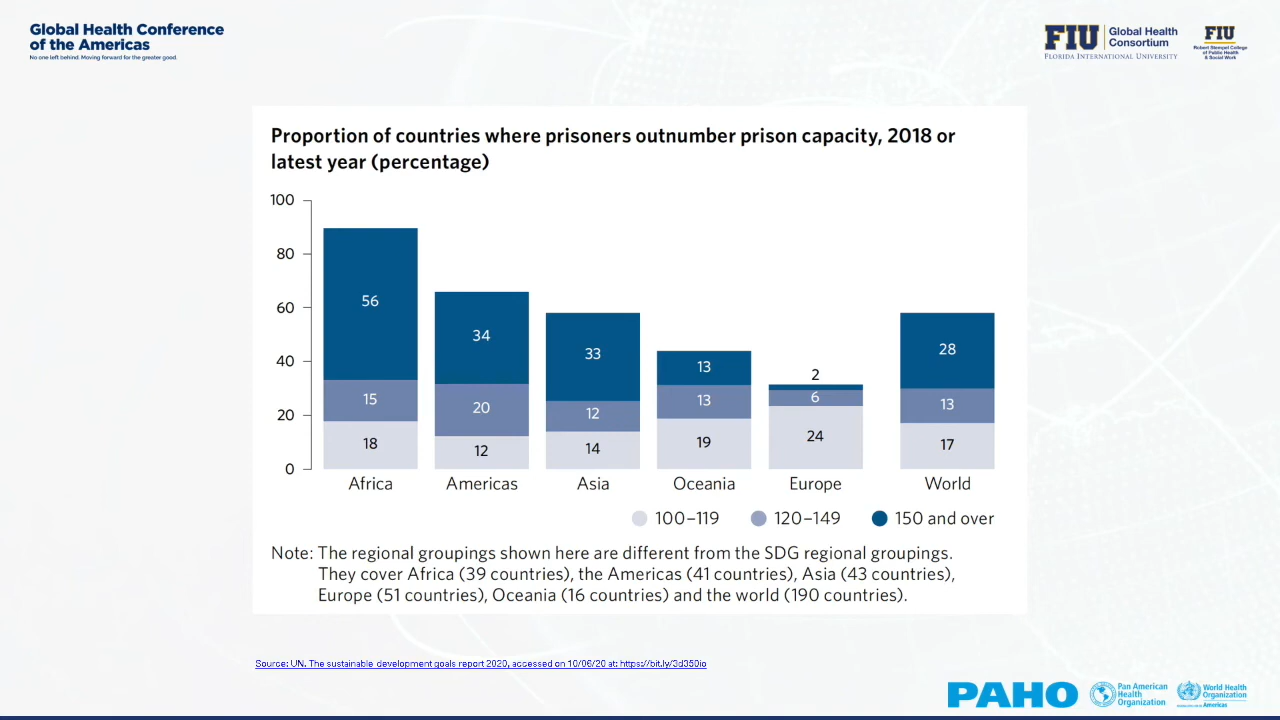 Global Health Conference
of the Americas
No one left behind. Moving forward for the greater good.
FIU
Global Health
Consortium
FLORIDA INTERNATIONAL UNIVERSITY
FIU
Robert Stempel College
of Public Health
& Social Work
Proportion of countries where prisoners outnumber prison capacity, 2018 or
latest year (percentage)
100
80
60
40
20
0
56
15
18
34
20
12
33
12
14
13
13
19
2
6
24
28
13
17
Africa
Americas
Asia
Oceania
Europe
World
100–119
120–149
150 and over
Note: The regional groupings shown here are different from the SDG regional groupings.
They cover Africa (39 countries), the Americas (41 countries), Asia (43 countries),
Europe (51 countries), Oceania (16 countries) and the world (190 countries).
Source: UN. The sustainable development goals report 2020, accessed on 10/06/20 at: https://bit.ly/3d350io
PAHO
Pan American
Health
Organization
World Health
Organization
Americas